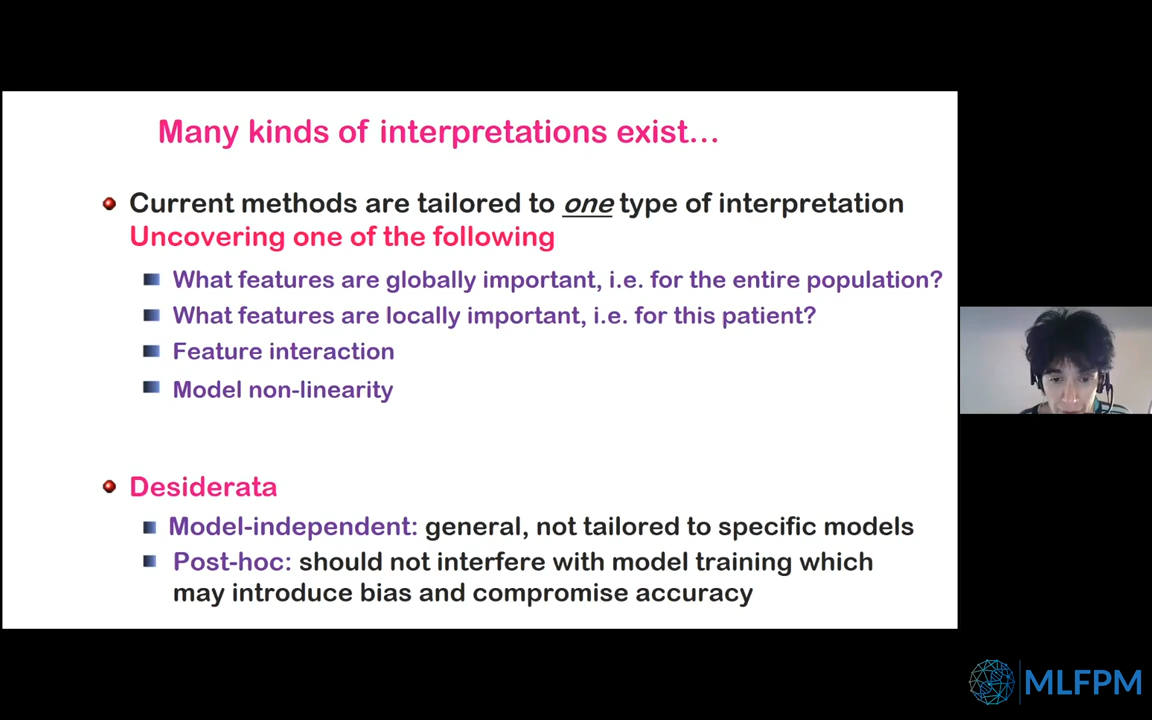 Many kinds of interpretations exist...
Current methods are tailored to one type of interpretation
Uncovering one of the following
What features are globally important, i.e. for the entire population?
What features are locally important, i.e. for this patient?
Feature interaction
Model non-linearity
Desiderata
Model-independent: general, not tailored to specific models
Post-hoc: should not interfere with model training which
may introduce bias and compromise accuracy
MLFPM